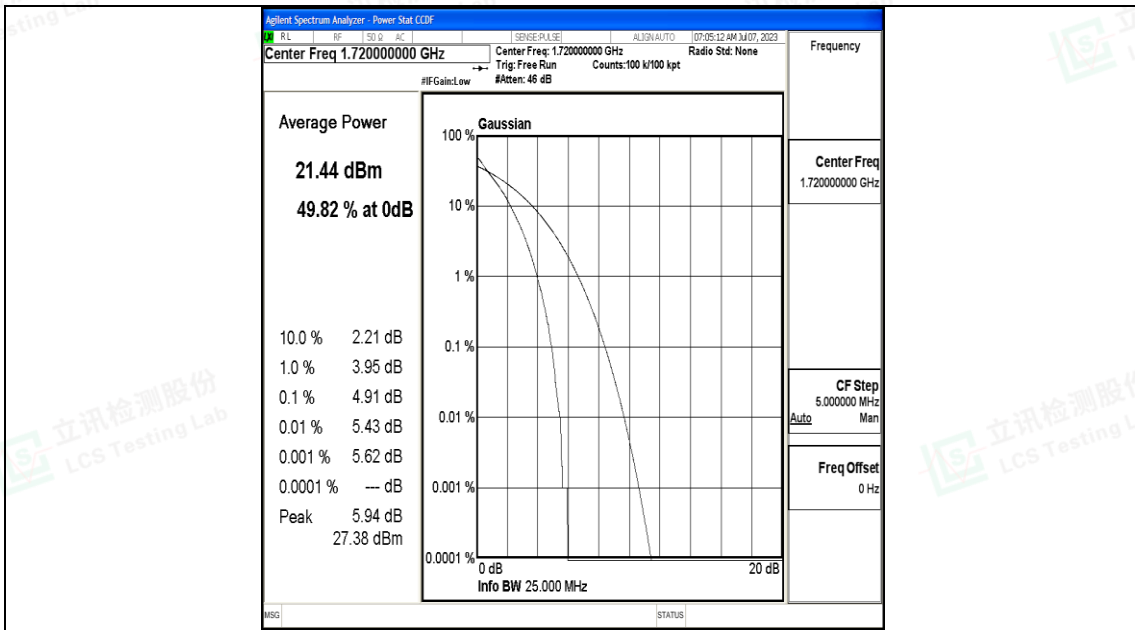 Agilent Spectrum Analyzer - Power Stat CCDF
RL RF 50 Ω AC SENSE:PULSE ALIGN AUTO 07:05:12 AM Jul 07, 2023
Center Freq 1.720000000 GHz
Center Freq: 1.720000000 GHz Radio Std: None
Trig: Free Run Counts:100 k/100 kpt
#IFGain:Low #Atten: 46 dB
Frequency
Average Power
21.44 dBm
49.82 % at 0dB
10.0 % 2.21 dB
1.0 % 3.95 dB
0.1 % 4.91 dB
0.01 % 5.43 dB
0.001 % 5.62 dB
0.0001 % --- dB
Peak 5.94 dB
27.38 dBm
Gaussian
100 %
10 %
1 %
0.1 %
0.01 %
0.001 %
0.0001 %
0 dB 20 dB
Info BW 25.000 MHz
Center Freq
1.720000000 GHz
CF Step
5.000000 MHz
Auto Man
Freq Offset
0 Hz
MSG STATUS
立讯检测股份
LCS Testing Lab
立讯检测股份
LCS Testing L